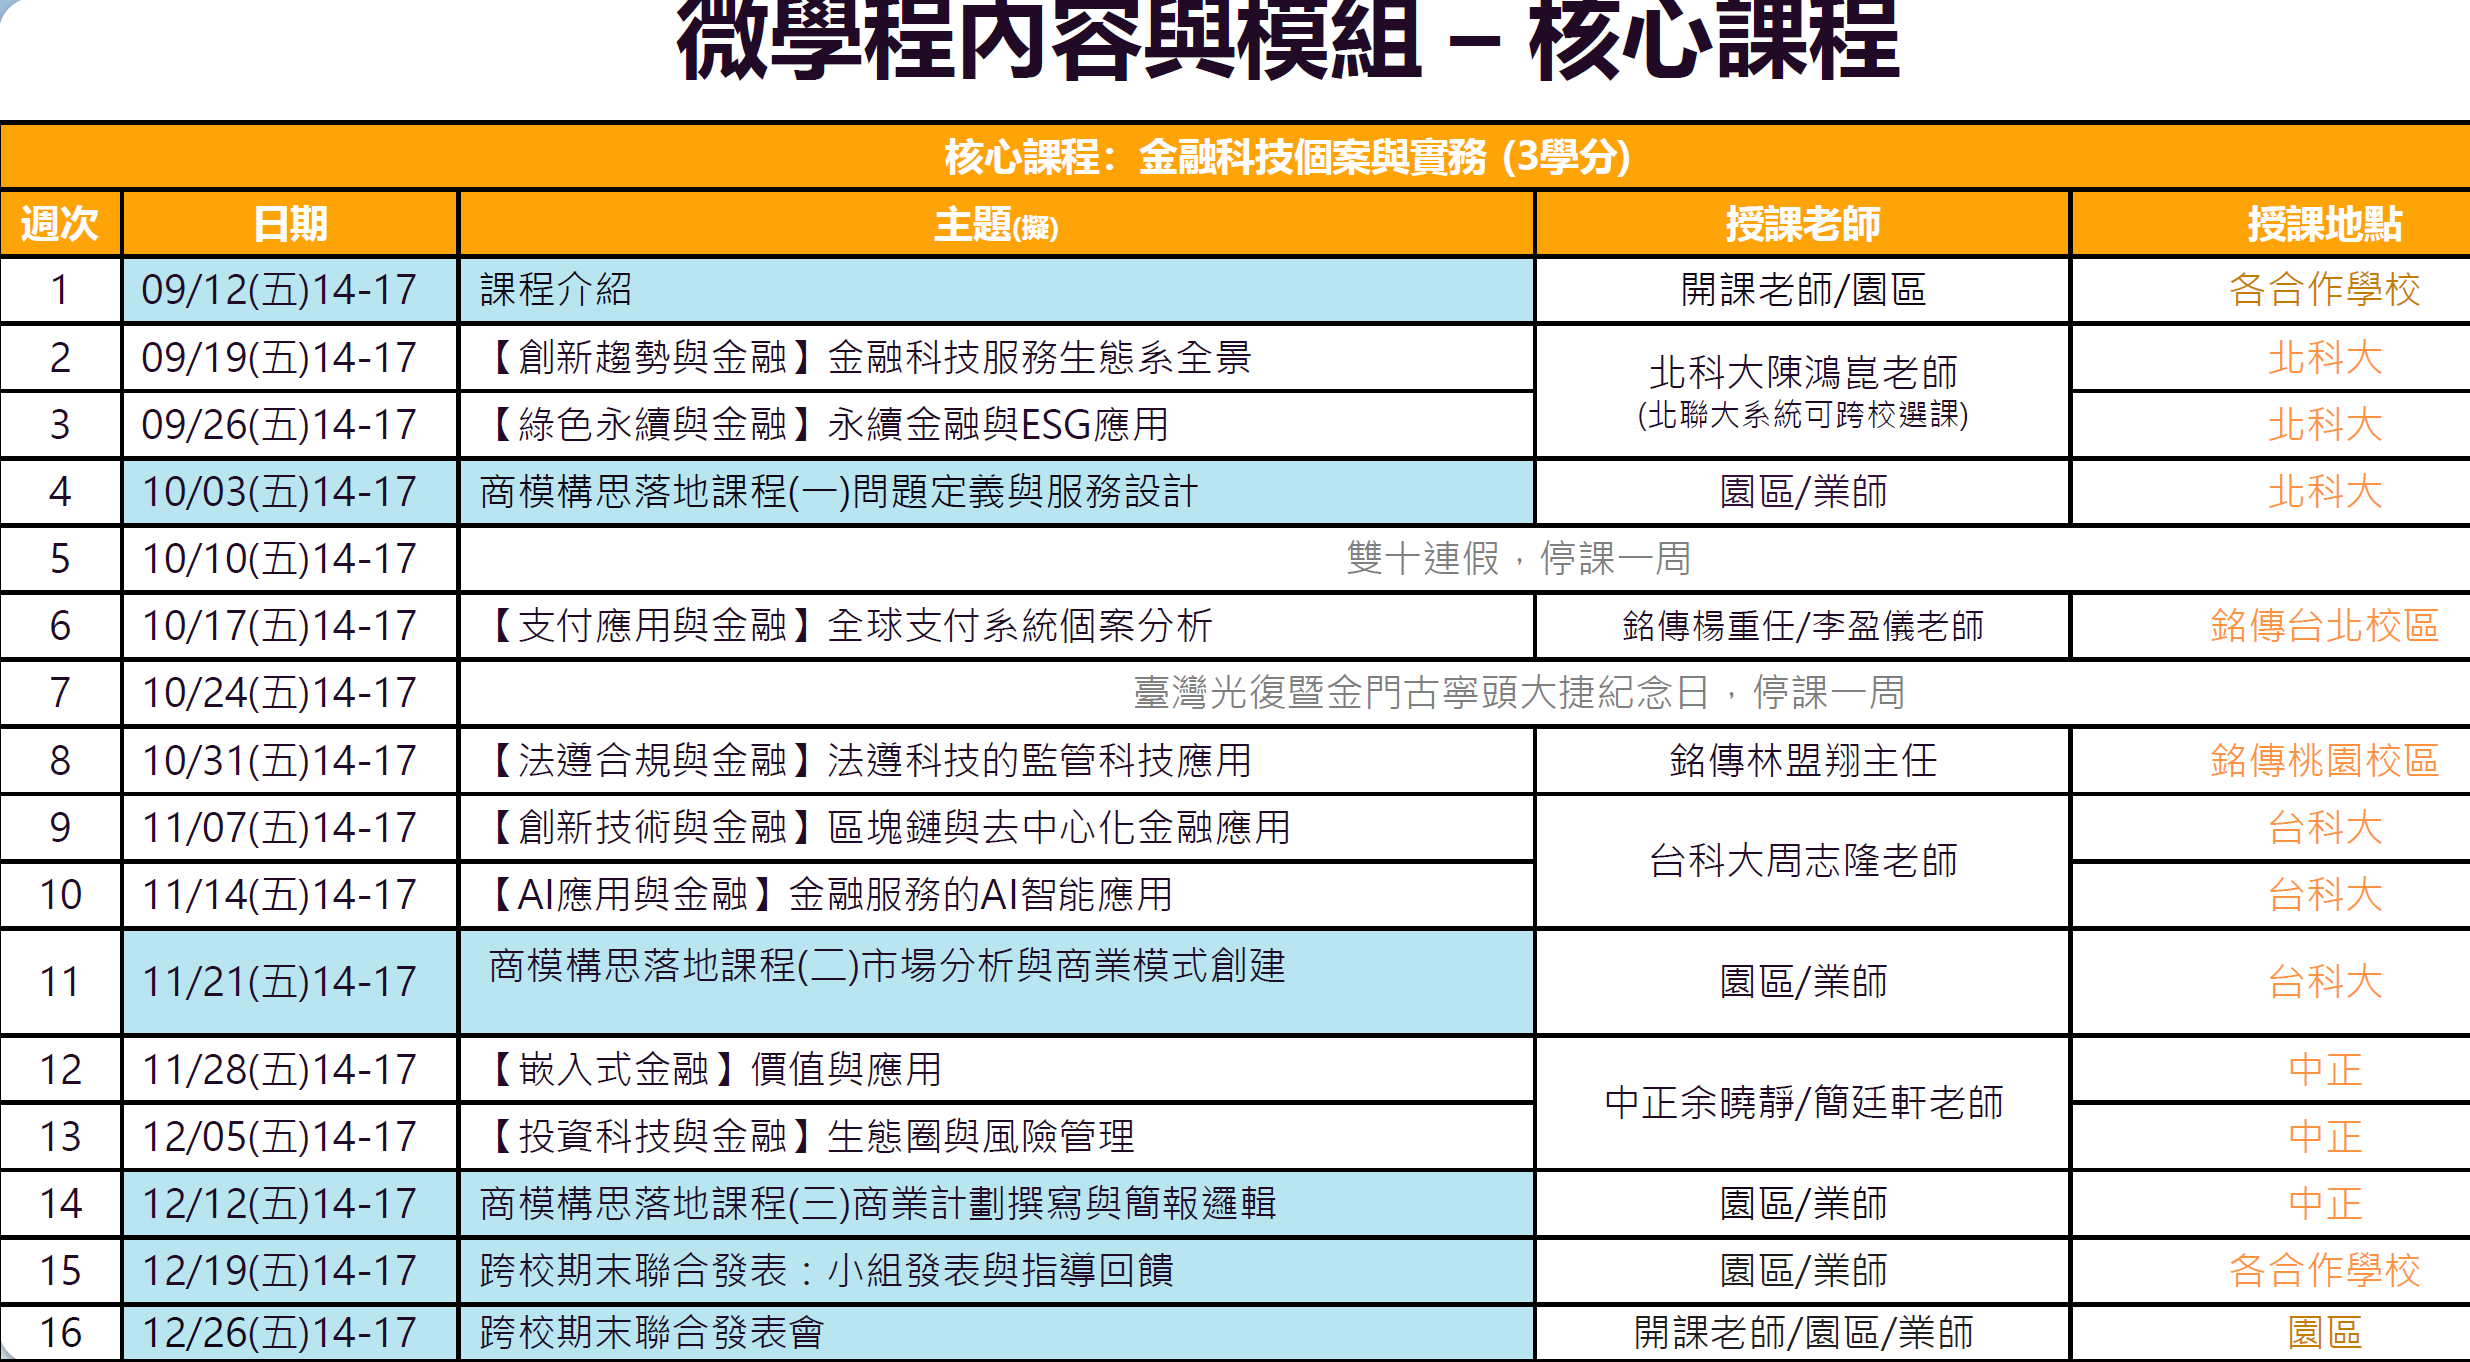 微學程內容與模組 – 核心課程
核心課程：金融科技個案與實務 (3學分)
週次 日期 主題(擬) 授課老師 授課地點
1 09/12(五)14-17 課程介紹 開課老師/園區 各合作學校
2 09/19(五)14-17 【創新趨勢與金融】金融科技服務生態系全景 北科大陳鴻崑老師 北科大
(北聯大系統可跨校選課)
3 09/26(五)14-17 【綠色永續與金融】永續金融與ESG應用 北科大
4 10/03(五)14-17 商模構思落地課程(一)問題定義與服務設計 園區/業師 北科大
5 10/10(五)14-17 雙十連假，停課一周
6 10/17(五)14-17 【支付應用與金融】全球支付系統個案分析 銘傳楊重任/李盈儀老師 銘傳台北校區
7 10/24(五)14-17 臺灣光復暨金門古寧頭大捷紀念日，停課一周
8 10/31(五)14-17 【法遵合規與金融】法遵科技的監管科技應用 銘傳林盟翔主任 銘傳桃園校區
9 11/07(五)14-17 【創新技術與金融】區塊鏈與去中心化金融應用 台科大周志隆老師 台科大
10 11/14(五)14-17 【AI應用與金融】金融服務的AI智能應用 台科大
11 11/21(五)14-17 商模構思落地課程(二)市場分析與商業模式創建 園區/業師 台科大
12 11/28(五)14-17 【嵌入式金融】價值與應用 中正余曉靜/簡廷軒老師 中正
13 12/05(五)14-17 【投資科技與金融】生態圈與風險管理 中正
14 12/12(五)14-17 商模構思落地課程(三)商業計劃撰寫與簡報邏輯 園區/業師 中正
15 12/19(五)14-17 跨校期末聯合發表：小組發表與指導回饋 園區/業師 各合作學校
16 12/26(五)14-17 跨校期末聯合發表會 開課老師/園區/業師 園區